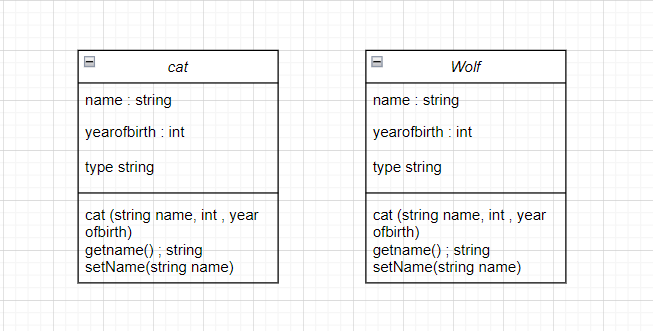 cat
name : string
yearofbirth : int
type string
cat (string name, int , year
ofbirth)
getname() ; string
setName(string name)
Wolf
name : string
yearofbirth : int
type string
cat (string name, int , year
ofbirth)
getname() ; string
setName(string name)